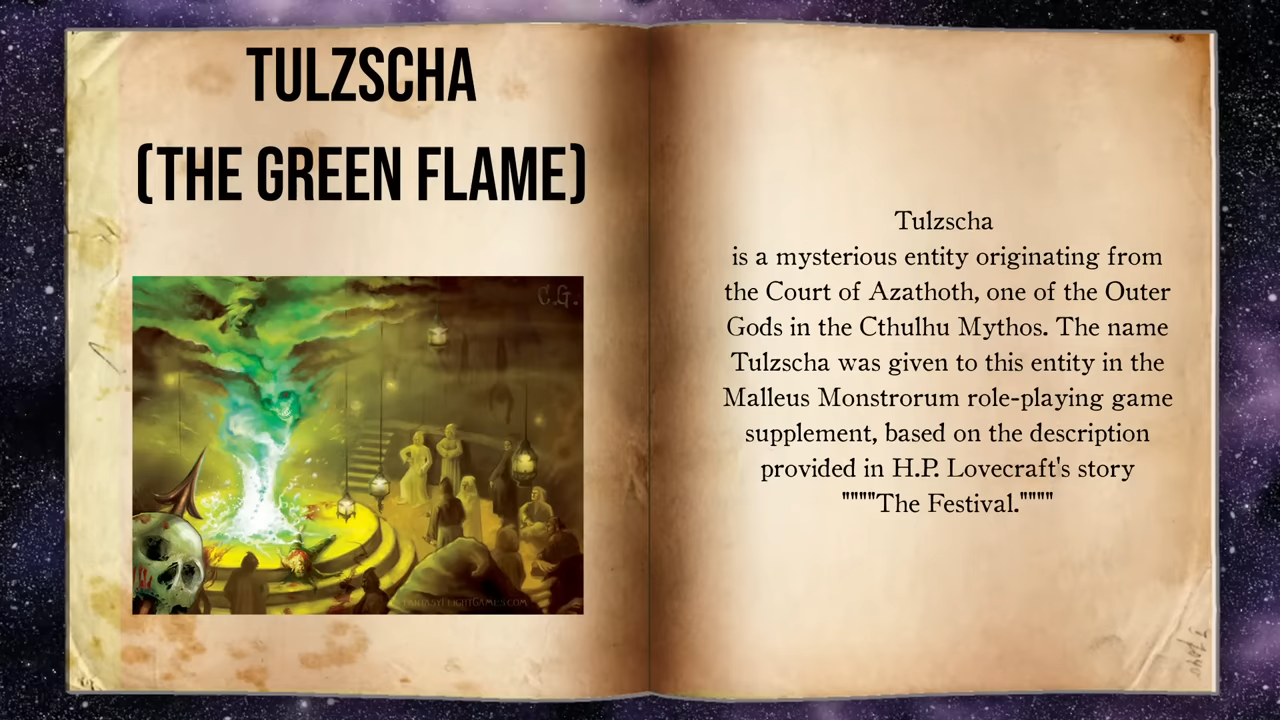 TULZSCHA
(THE GREEN FLAME)
C.G.
FANTASYFLIGHTGAMES.COM
Tulzscha
is a mysterious entity originating from
the Court of Azathoth, one of the Outer
Gods in the Cthulhu Mythos. The name
Tulzscha was given to this entity in the
Malleus Monstrorum role-playing game
supplement, based on the description
provided in H.P. Lovecraft's story
""""The Festival.""""